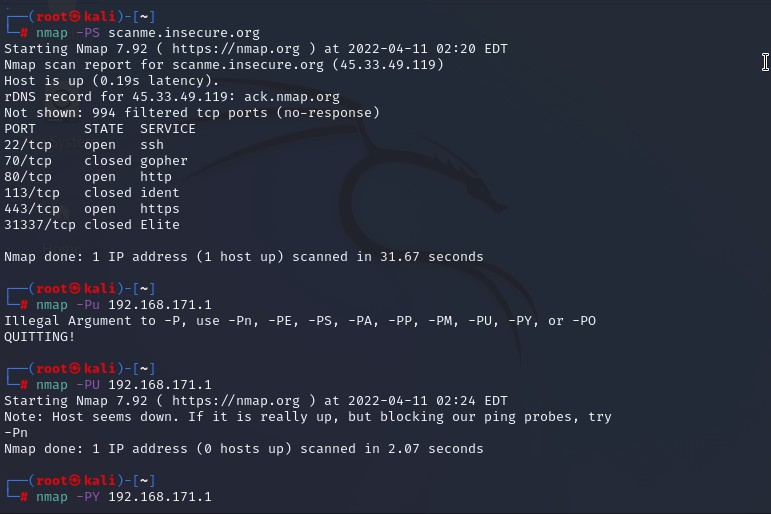 ┌──(root㉿kali)-[~]
└─# nmap -PS scanme.insecure.org
Starting Nmap 7.92 ( https://nmap.org ) at 2022-04-11 02:20 EDT
Nmap scan report for scanme.insecure.org (45.33.49.119)
Host is up (0.19s latency).
rDNS record for 45.33.49.119: ack.nmap.org
Not shown: 994 filtered tcp ports (no-response)
PORT      STATE  SERVICE
22/tcp    open   ssh
70/tcp    closed gopher
80/tcp    open   http
113/tcp   closed ident
443/tcp   open   https
31337/tcp closed Elite
Nmap done: 1 IP address (1 host up) scanned in 31.67 seconds
┌──(root㉿kali)-[~]
└─# nmap -Pu 192.168.171.1
Illegal Argument to -P, use -Pn, -PE, -PS, -PA, -PP, -PM, -PU, -PY, or -PO
QUITTING!
┌──(root㉿kali)-[~]
└─# nmap -PU 192.168.171.1
Starting Nmap 7.92 ( https://nmap.org ) at 2022-04-11 02:24 EDT
Note: Host seems down. If it is really up, but blocking our ping probes, try
-Pn
Nmap done: 1 IP address (0 hosts up) scanned in 2.07 seconds
┌──(root㉿kali)-[~]
└─# nmap -PY 192.168.171.1